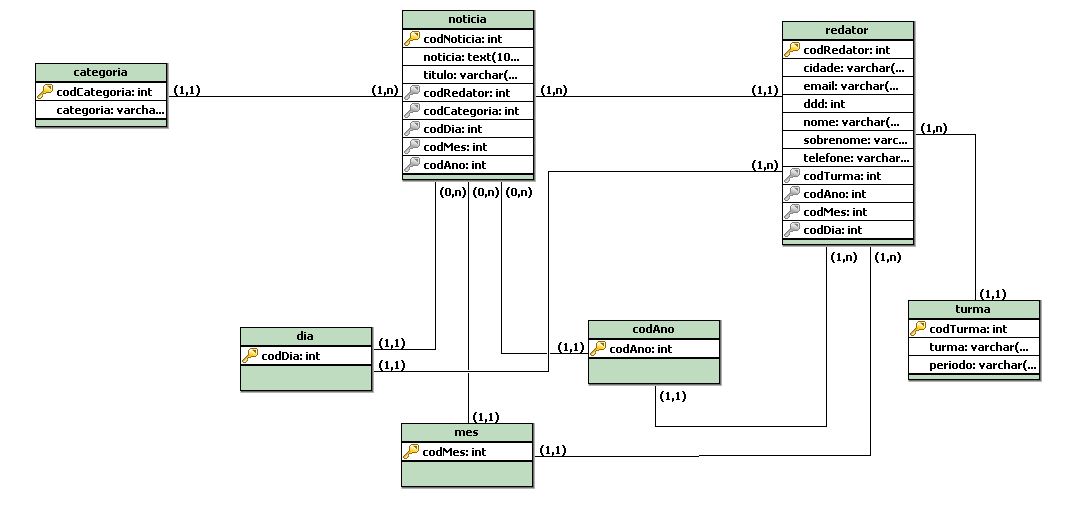 noticia
codNoticia: int
noticia: text(10...
titulo: varchar(...
codRedator: int
codCategoria: int
codDia: int
codMes: int
codAno: int
redator
codRedator: int
cidade: varchar(...
email: varchar(...
ddd: int
nome: varchar(...
sobrenome: varc...
telefone: varchar...
codTurma: int
codAno: int
codMes: int
codDia: int
categoria
codCategoria: int
categoria: varcha...
(1,1)
(1,n)
(1,n)
(1,1)
(1,n)
(1,n)
(0,n)
(0,n)
(0,n)
(1,n)
(1,n)
(1,1)
turma
codTurma: int
turma: varchar(...
periodo: varchar(...
dia
codDia: int
(1,1)
(1,1)
codAno
codAno: int
(1,1)
(1,1)
(1,1)
mes
codMes: int
(1,1)